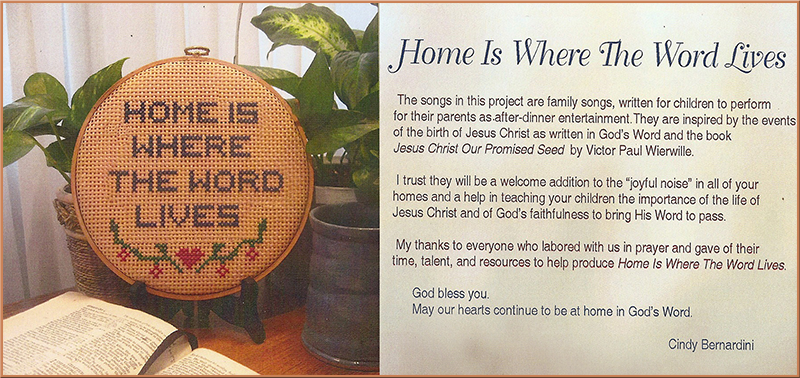 HOME IS
WHERE
THE WORD
LIVES
Home Is Where The Word Lives
The songs in this project are family songs, written for children to perform
for their parents as after-dinner entertainment. They are inspired by the events
of the birth of Jesus Christ as written in God's Word and the book
Jesus Christ Our Promised Seed by Victor Paul Wierwille.
I trust they will be a welcome addition to the "joyful noise" in all of your
homes and a help in teaching your children the importance of the life of
Jesus Christ and of God's faithfulness to bring His Word to pass.
My thanks to everyone who labored with us in prayer and gave of their
time, talent, and resources to help produce Home Is Where The Word Lives.
God bless you.
May our hearts continue to be at home in God's Word.
Cindy Bernardini